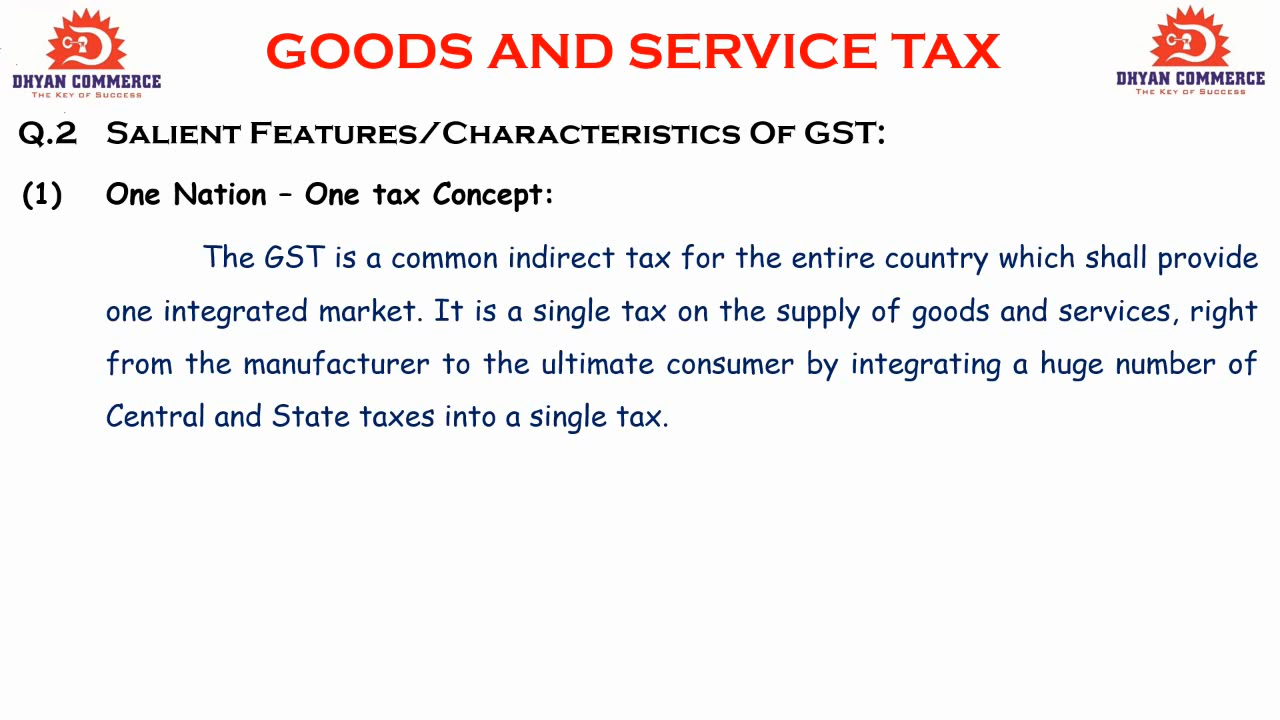 DHYAN COMMERCE
The Key of Success
GOODS AND SERVICE TAX
DHYAN COMMERCE
The Key of Success
Q.2 Salient Features/Characteristics Of GST:
(1) One Nation – One tax Concept:
The GST is a common indirect tax for the entire country which shall provide
one integrated market. It is a single tax on the supply of goods and services, right
from the manufacturer to the ultimate consumer by integrating a huge number of
Central and State taxes into a single tax.